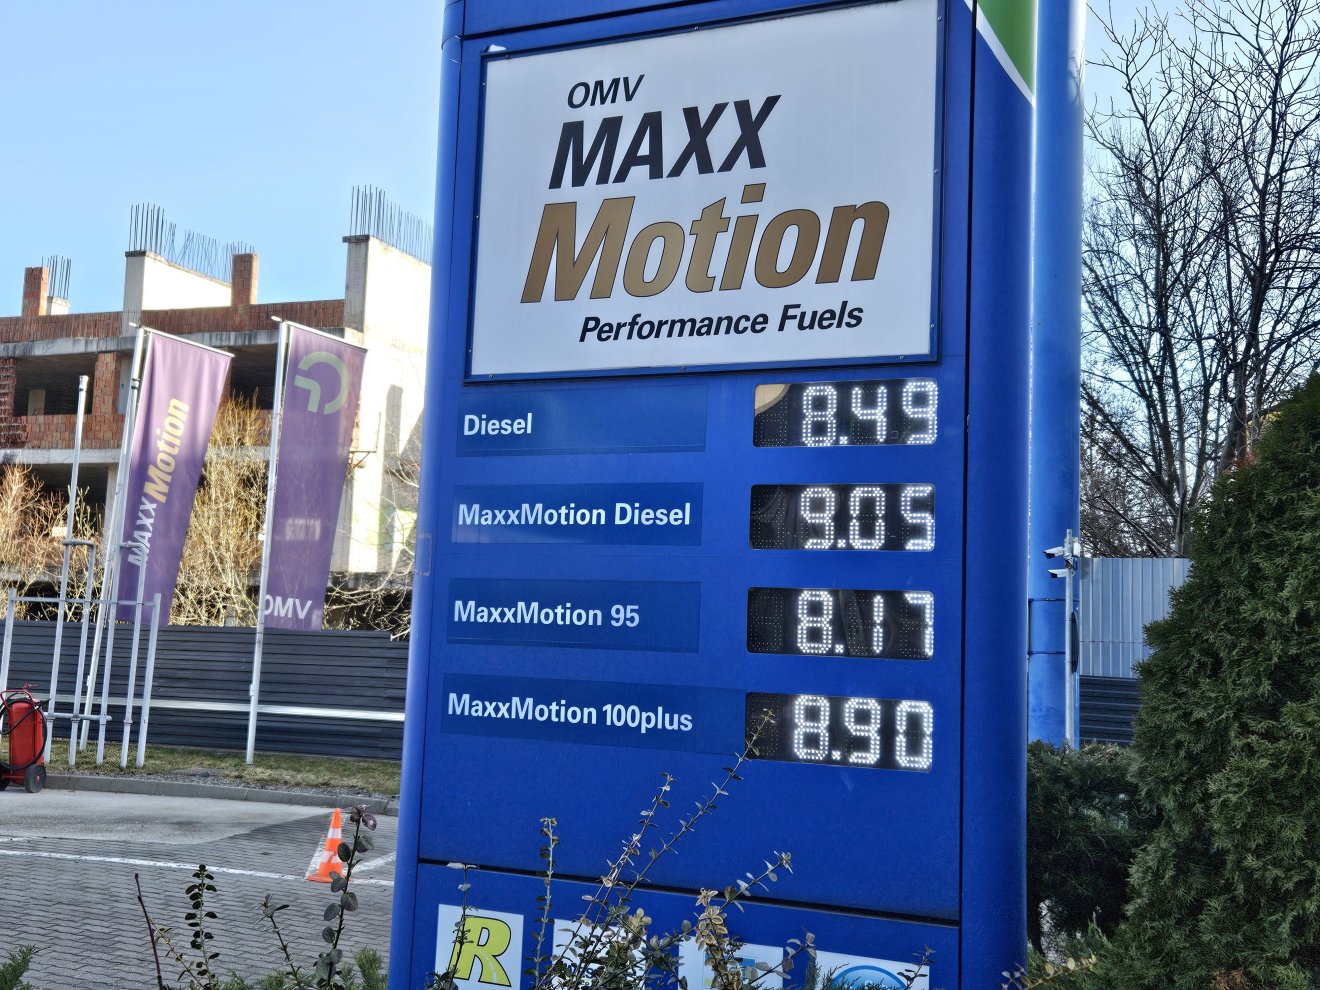 OMV
MAXX
Motion
Performance Fuels
Diesel 8.49
MaxxMotion Diesel 9.05
MaxxMotion 95 8.17
MaxxMotion 100plus 8.90
MAXX Motion
OMV
R